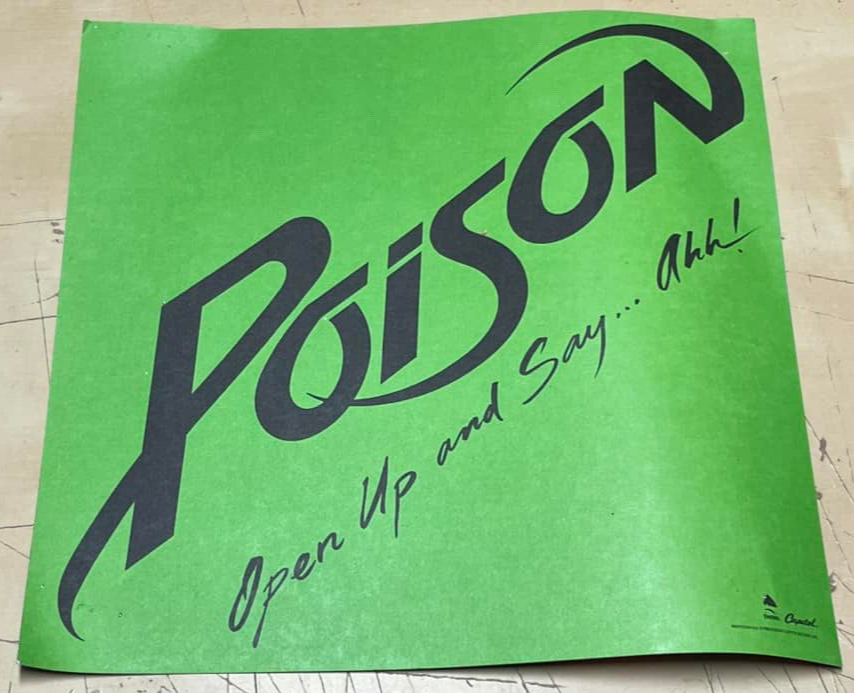 POiSON
Open Up and Say... Ahh!
Capitol